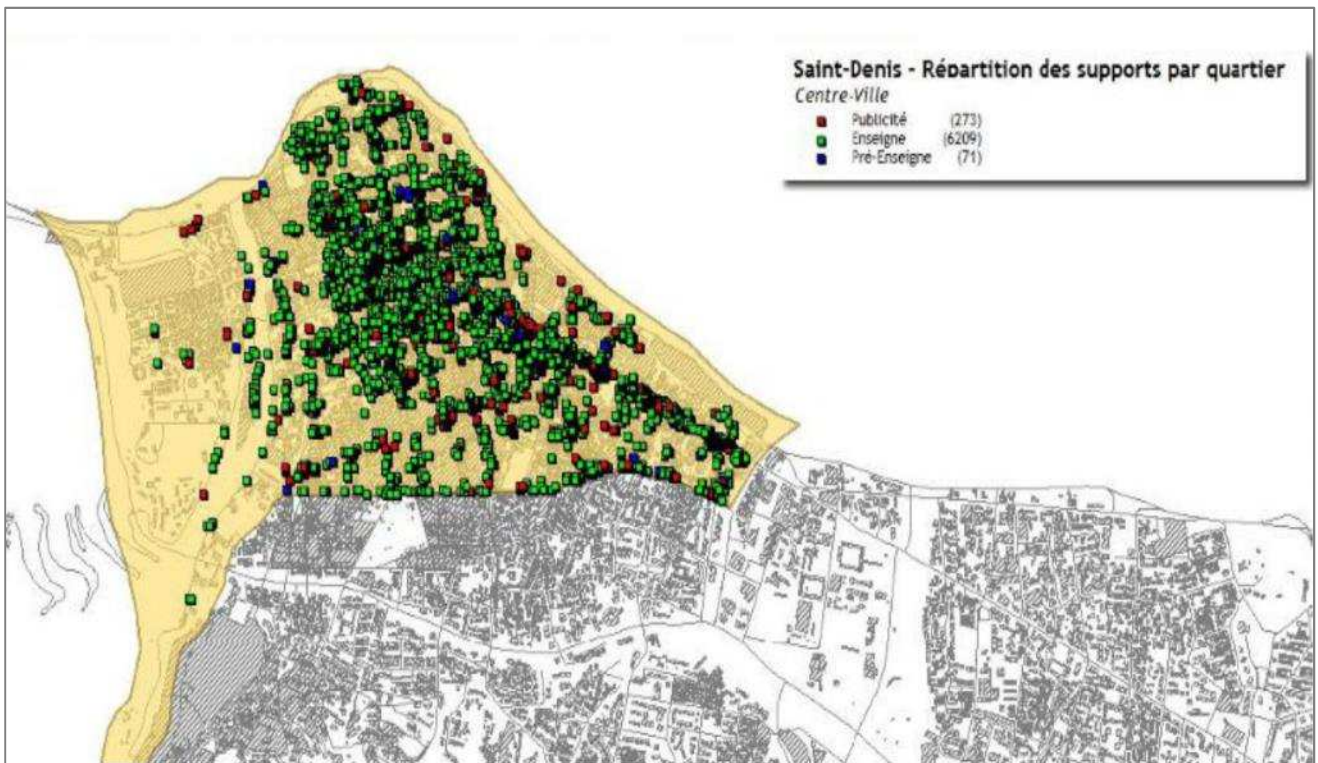 Saint-Denis - Répartition des supports par quartier
Centre-Ville
Publicité (273)
Enseigne (6209)
Pré-Enseigne (71)